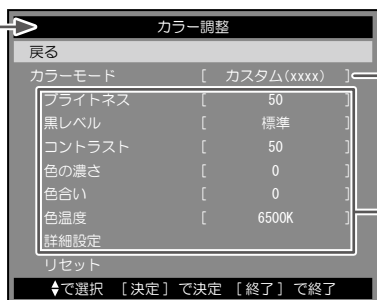 カラー調整
戻る
カラーモード [ カスタム(xxxx) ]
ブライトネス [ 50 ]
黒レベル [ 標準 ]
コントラスト [ 50 ]
色の濃さ [ 0 ]
色合い [ 0 ]
色温度 [ 6500K ]
詳細設定
リセット
で選択 [決定] で決定 [終了] で終了